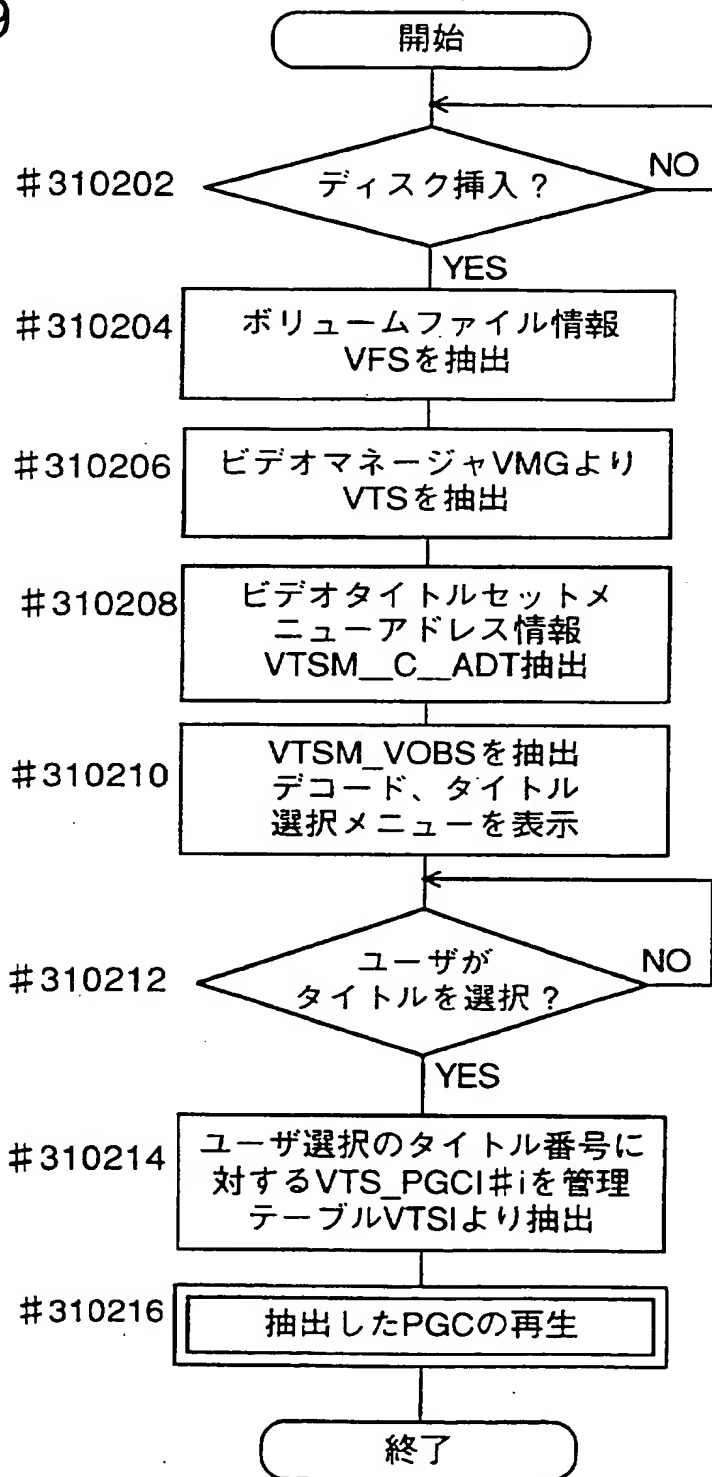 9
開始
#310202
ディスク挿入？
NO
YES
#310204
ボリュームファイル情報
VFSを抽出
#310206
ビデオマネージャVMGより
VTSを抽出
#310208
ビデオタイトルセットメ
ニューアドレス情報
VTSM__C__ADT抽出
#310210
VTSM_VOBSを抽出
デコード、タイトル
選択メニューを表示
#310212
ユーザが
タイトルを選択？
NO
YES
#310214
ユーザ選択のタイトル番号に
対するVTS_PGCI#iを管理
テーブルVTSIより抽出
#310216
抽出したPGCの再生
終了